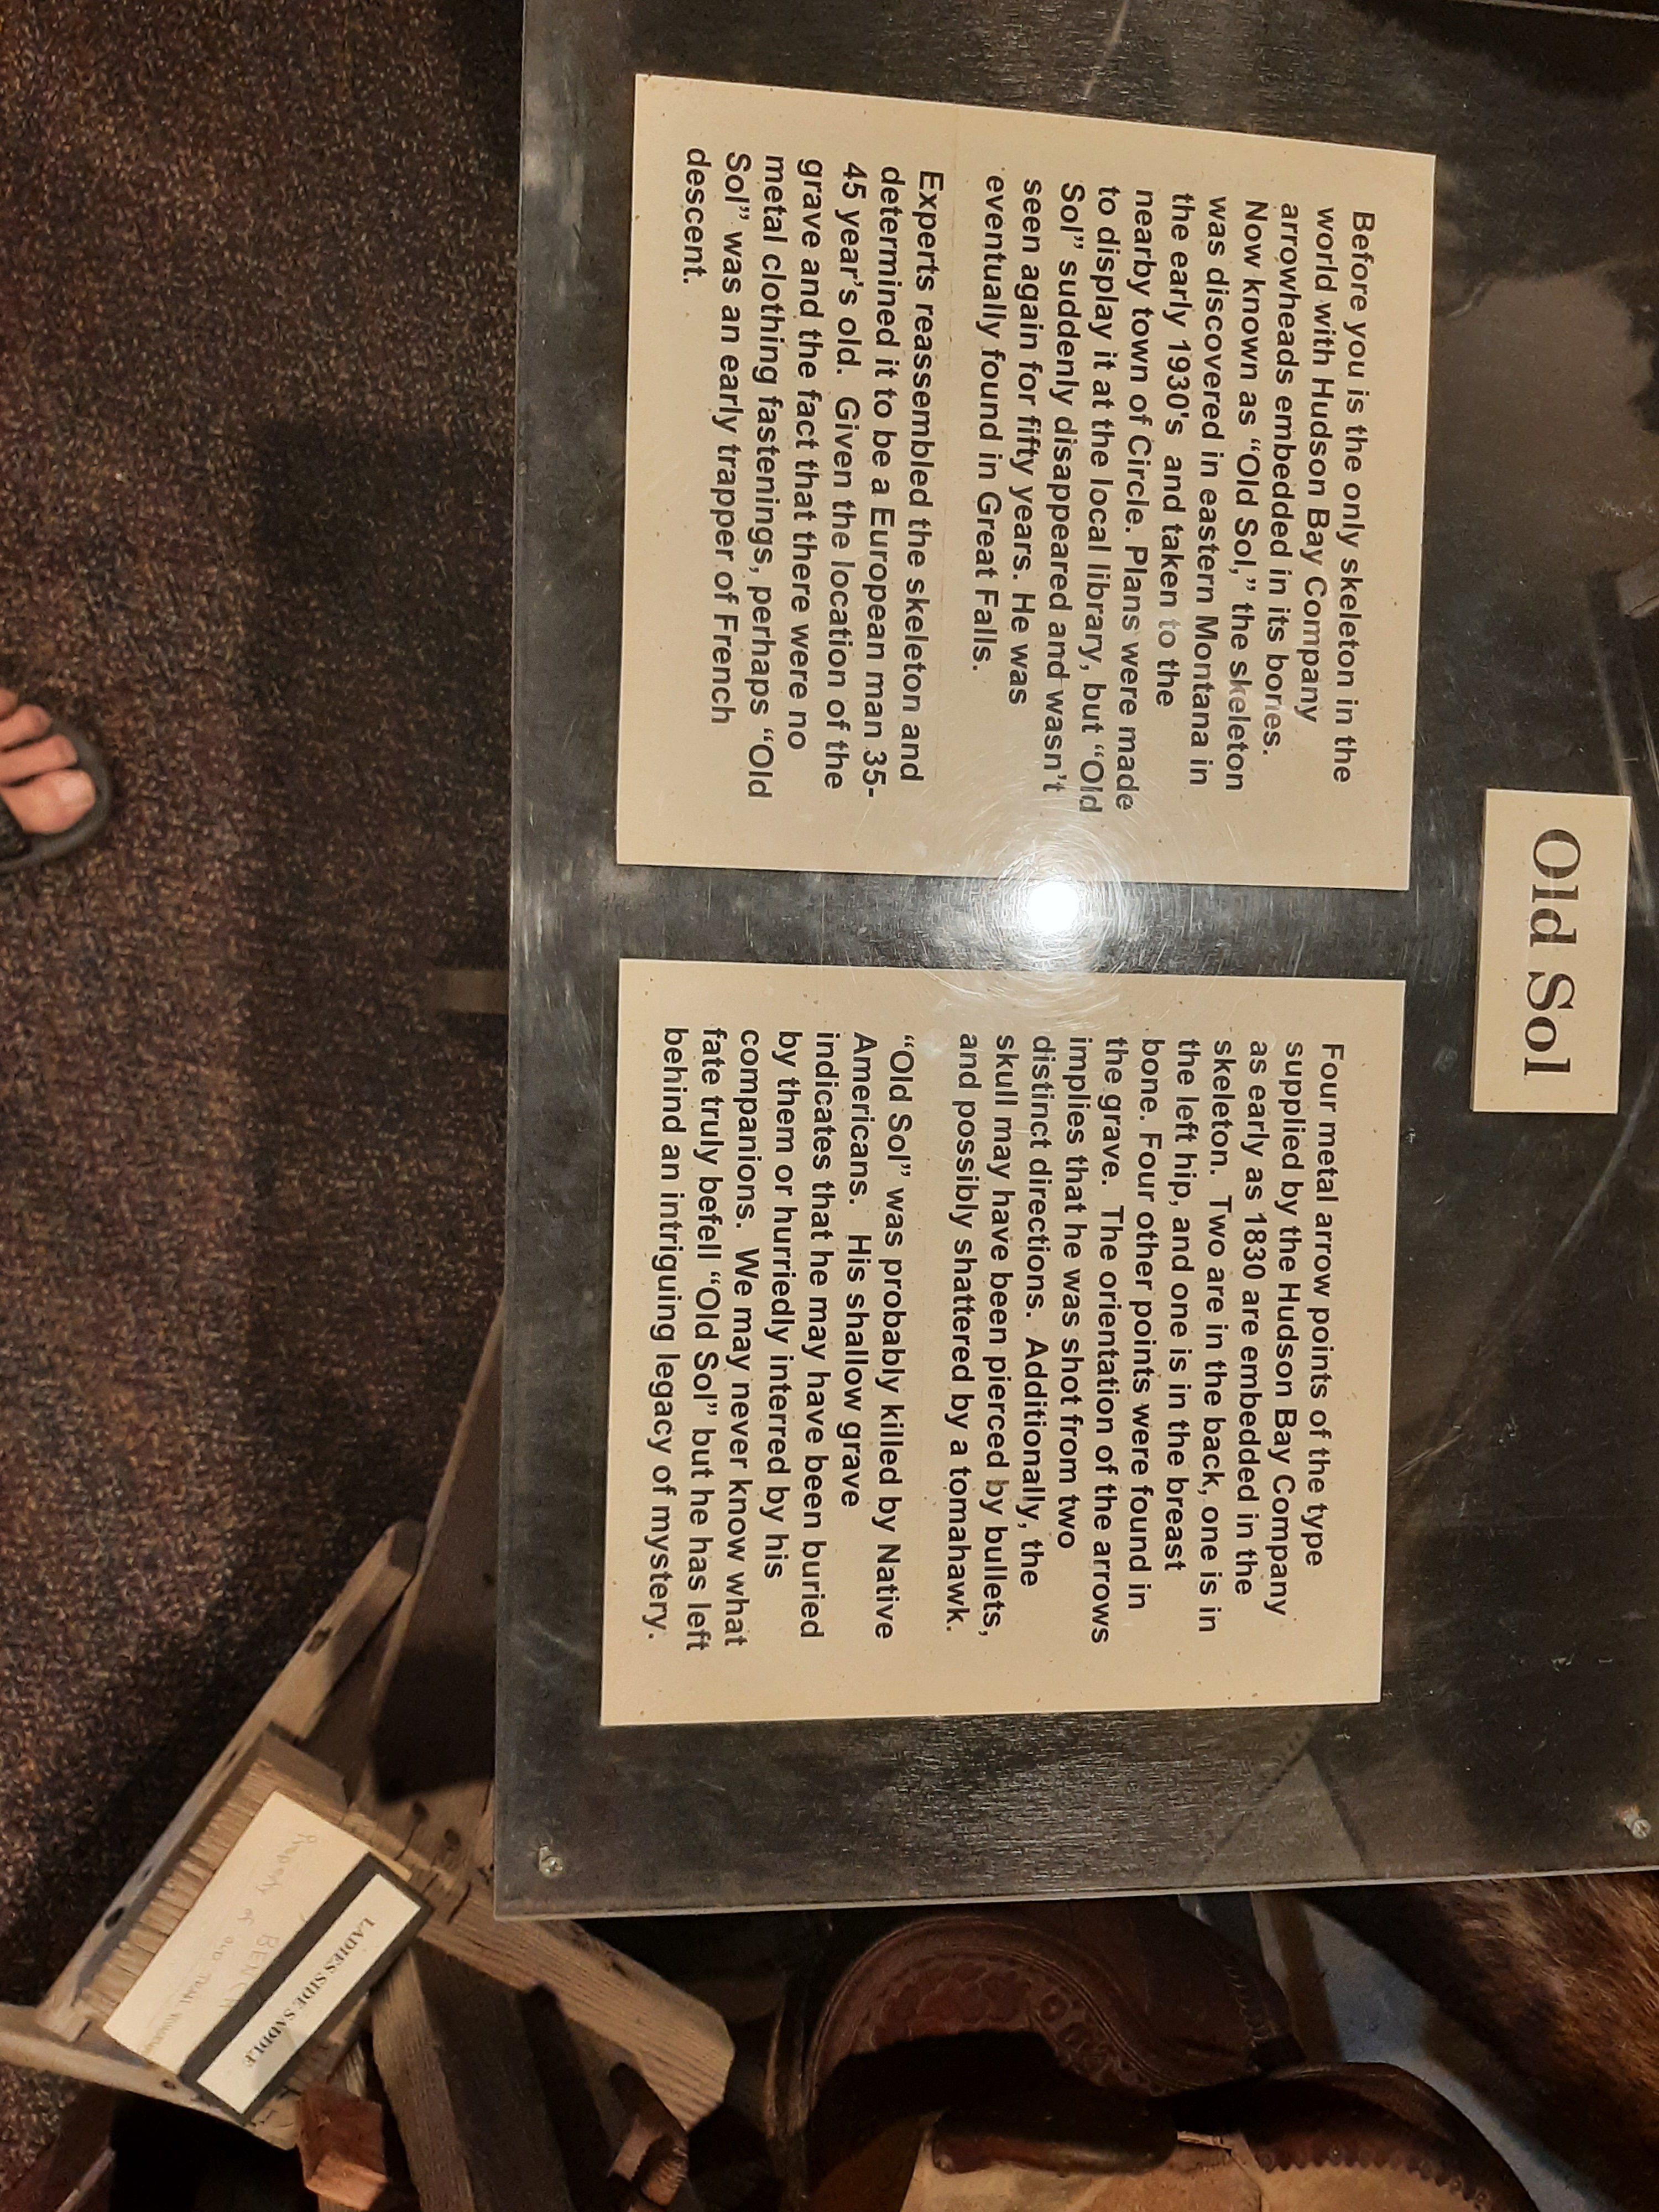 Old Sol
Before you is the only skeleton in the
world with Hudson Bay Company
arrowheads embedded in its bones.
Now known as “Old Sol,” the skeleton
was discovered in eastern Montana in
the early 1930's and taken to the
nearby town of Circle. Plans were made
to display it at the local library, but “Old
Sol” suddenly disappeared and wasn’t
seen again for fifty years. He was
eventually found in Great Falls.
Experts reassembled the skeleton and
determined it to be a European man 35-
45 year’s old. Given the location of the
grave and the fact that there were no
metal clothing fastenings, perhaps “Old
Sol” was an early trapper of French
descent.
Four metal arrow points of the type
supplied by the Hudson Bay Company
as early as 1830 are embedded in the
skeleton. Two are in the back, one is in
the left hip, and one is in the breast
bone. Four other points were found in
the grave. The orientation of the arrows
implies that he was shot from two
distinct directions. Additionally, the
skull may have been pierced by bullets,
and possibly shattered by a tomahawk.
“Old Sol” was probably killed by Native
Americans. His shallow grave
indicates that he may have been buried
by them or hurriedly interred by his
companions. We may never know what
fate truly befell “Old Sol” but he has left
behind an intriguing legacy of mystery.
LADIES SIDE SADDLE
Property of